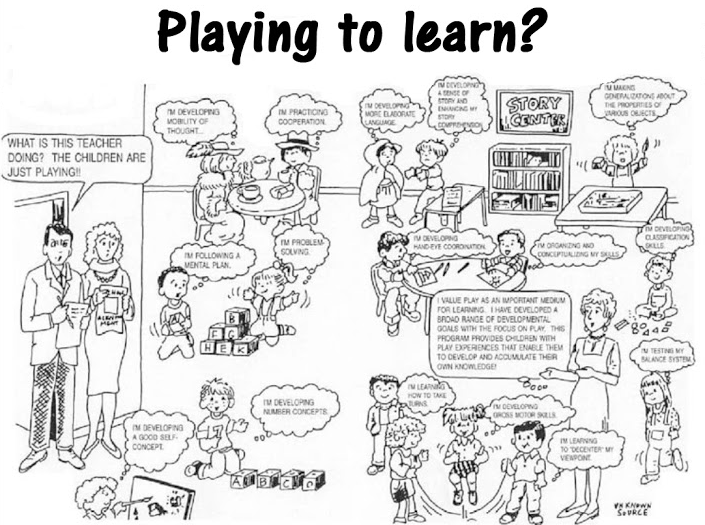 Playing to learn?
WHAT IS THIS TEACHER
DOING? THE CHILDREN ARE
JUST PLAYING!!
I'M DEVELOPING
MOBILITY OF
THOUGHT...
I'M PRACTICING
COOPERATION.
I'M DEVELOPING
MORE ELABORATE
LANGUAGE.
I'M DEVELOPING
A SENSE OF
STORY AND
ENHANCING MY
STORY
COMPREHENSION.
STORY
CENTER
I'M MAKING
GENERALIZATIONS ABOUT
THE PROPERTIES OF
VARIOUS OBJECTS.
I'M FOLLOWING A
MENTAL PLAN.
I'M PROBLEM-
SOLVING.
I'M DEVELOPING
HAND-EYE COORDINATION.
I'M ORGANIZING AND
CONCEPTUALIZING MY SKILLS.
I'M DEVELOPING
CLASSIFICATION
SKILLS.
B
C
H E K
I VALUE PLAY AS AN IMPORTANT MEDIUM
FOR LEARNING. I HAVE DEVELOPED A
BROAD RANGE OF DEVELOPMENTAL
GOALS WITH THE FOCUS ON PLAY. THIS
PROGRAM PROVIDES CHILDREN WITH
PLAY EXPERIENCES THAT ENABLE THEM
TO DEVELOP AND ACCUMULATE THEIR
OWN KNOWLEDGE!
I'M TESTING MY
BALANCE SYSTEM.
I'M DEVELOPING
A GOOD SELF-
CONCEPT.
7
I'M DEVELOPING
NUMBER CONCEPTS.
A B C D
I'M LEARNING
HOW TO TAKE
TURNS.
I'M DEVELOPING
GROSS MOTOR SKILLS.
I'M LEARNING
TO "DECENTER" MY
VIEWPOINT.
UNKNOWN
SOURCE